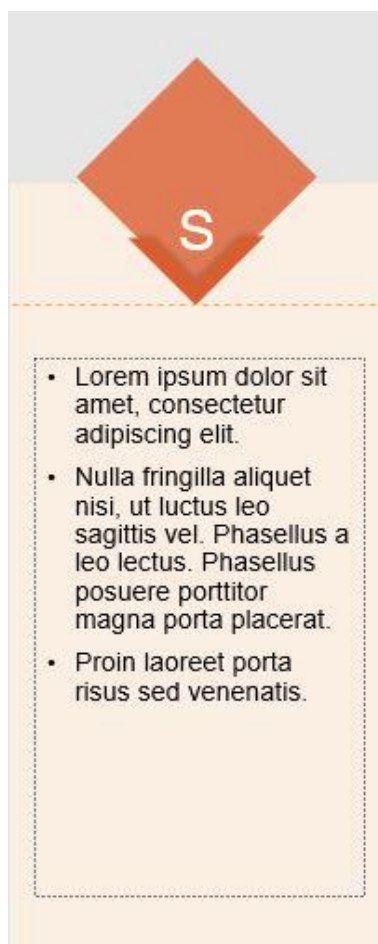 S
• Lorem ipsum dolor sit
amet, consectetur
adipiscing elit.
• Nulla fringilla aliquet
nisi, ut luctus leo
sagittis vel. Phasellus a
leo lectus. Phasellus
posuere porttitor
magna porta placerat.
• Proin laoreet porta
risus sed venenatis.